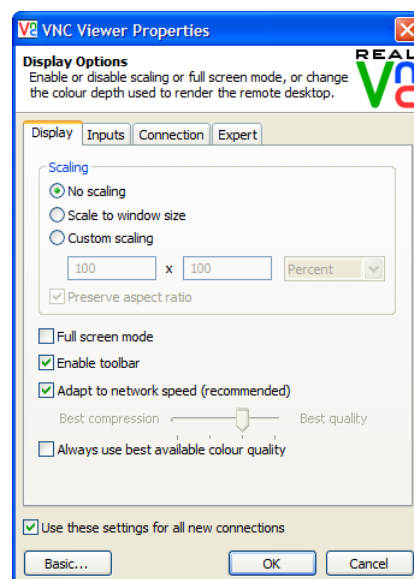 VNC Viewer Properties
Display Options
Enable or disable scaling or full screen mode, or change
the colour depth used to render the remote desktop.
REAL
Vnc
Display Inputs Connection Expert
Scaling
No scaling
Scale to window size
Custom scaling
100 x 100 Percent
Preserve aspect ratio
Full screen mode
Enable toolbar
Adapt to network speed (recommended)
Best compression Best quality
Always use best available colour quality
Use these settings for all new connections
Basic... OK Cancel